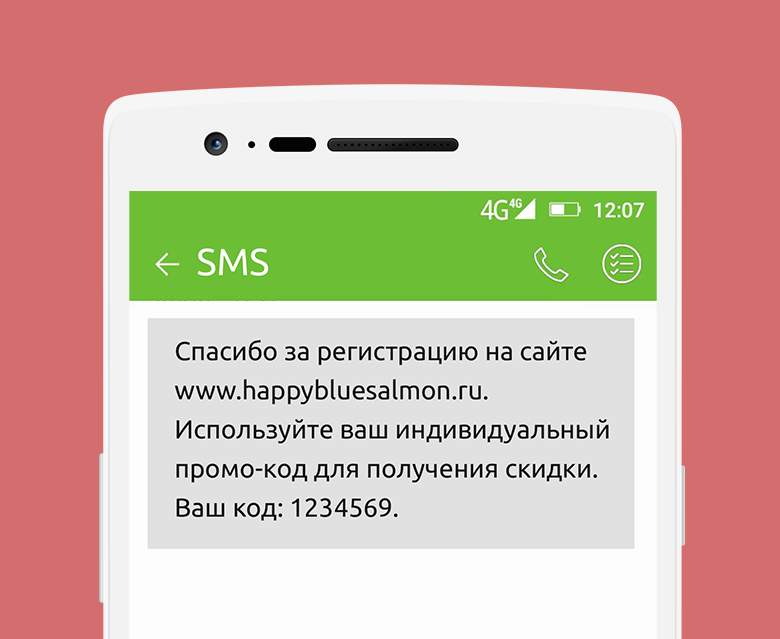 4G 4G 12:07
SMS
Спасибо за регистрацию на сайте
www.happybluesalmon.ru.
Используйте ваш индивидуальный
промо-код для получения скидки.
Ваш код: 1234569.